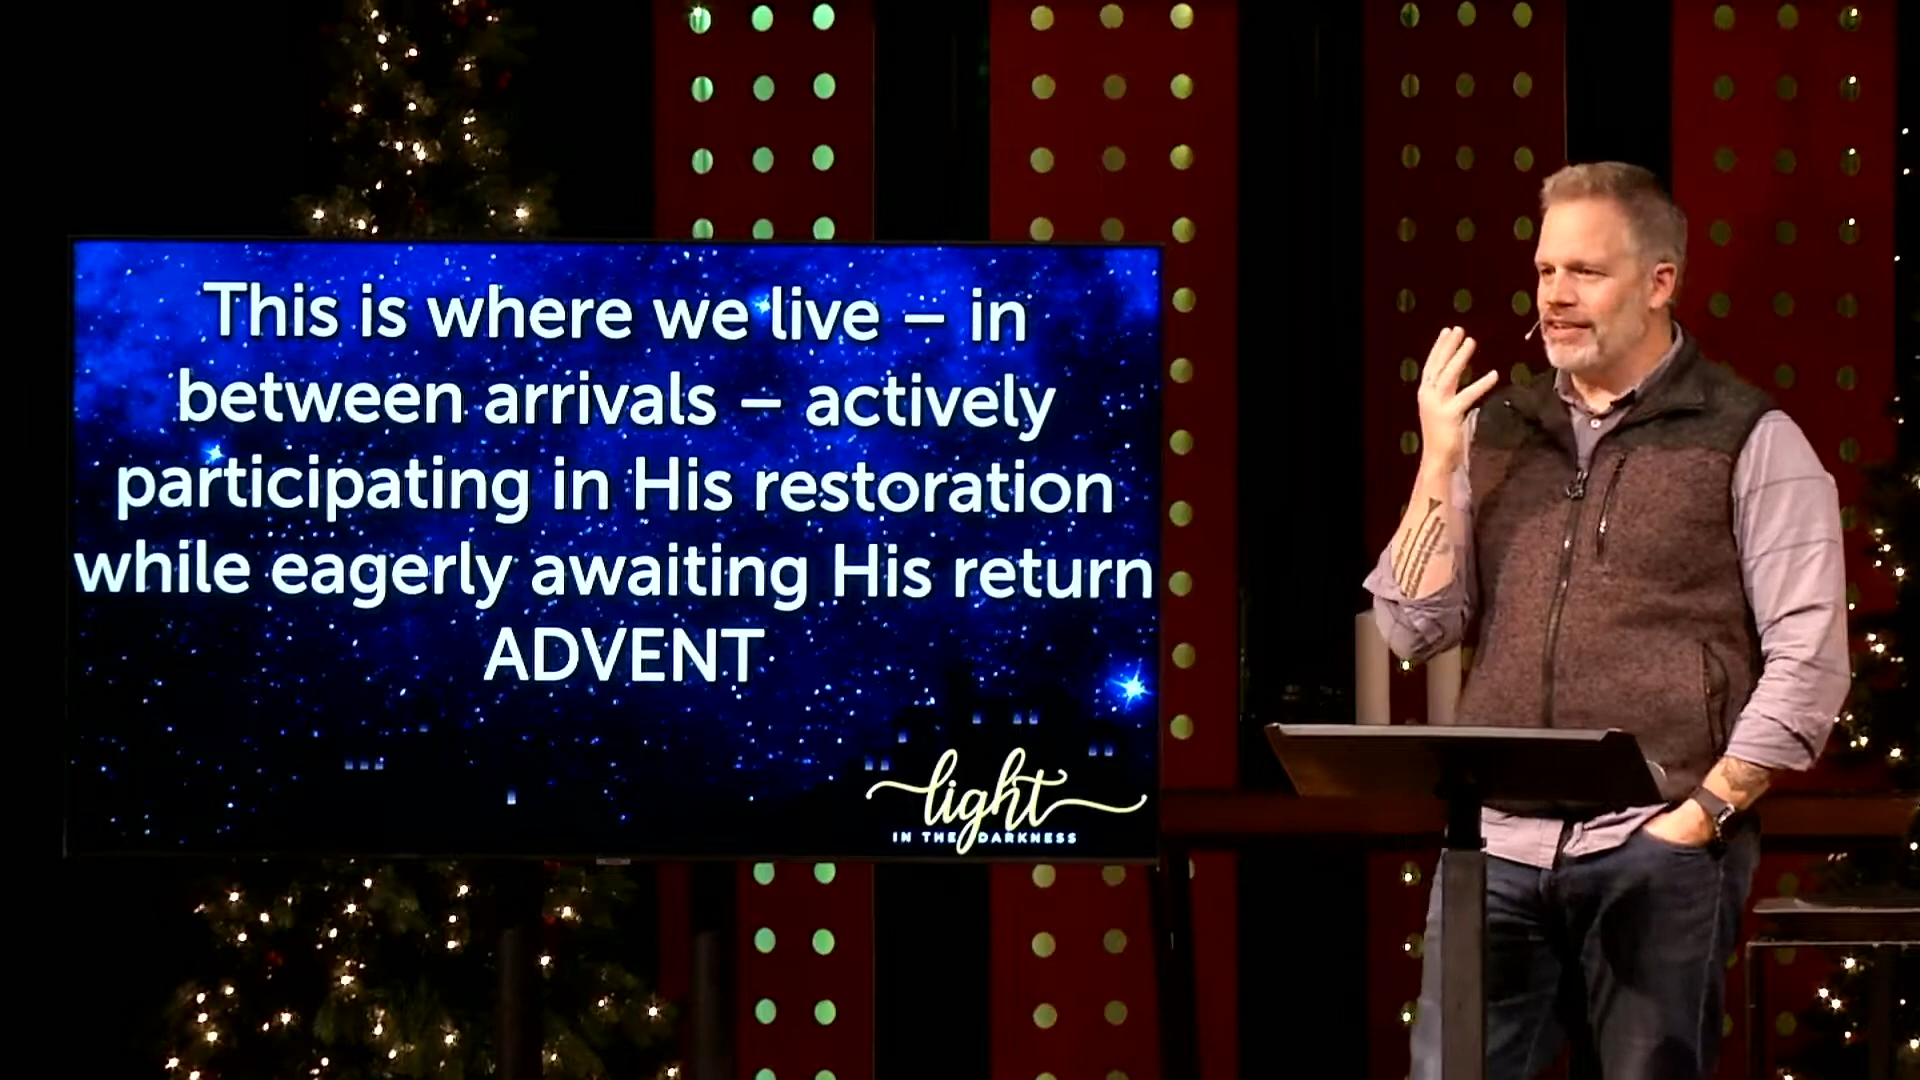 This is where we live – in
between arrivals – actively
participating in His restoration
while eagerly awaiting His return
ADVENT
light
IN THE DARKNESS